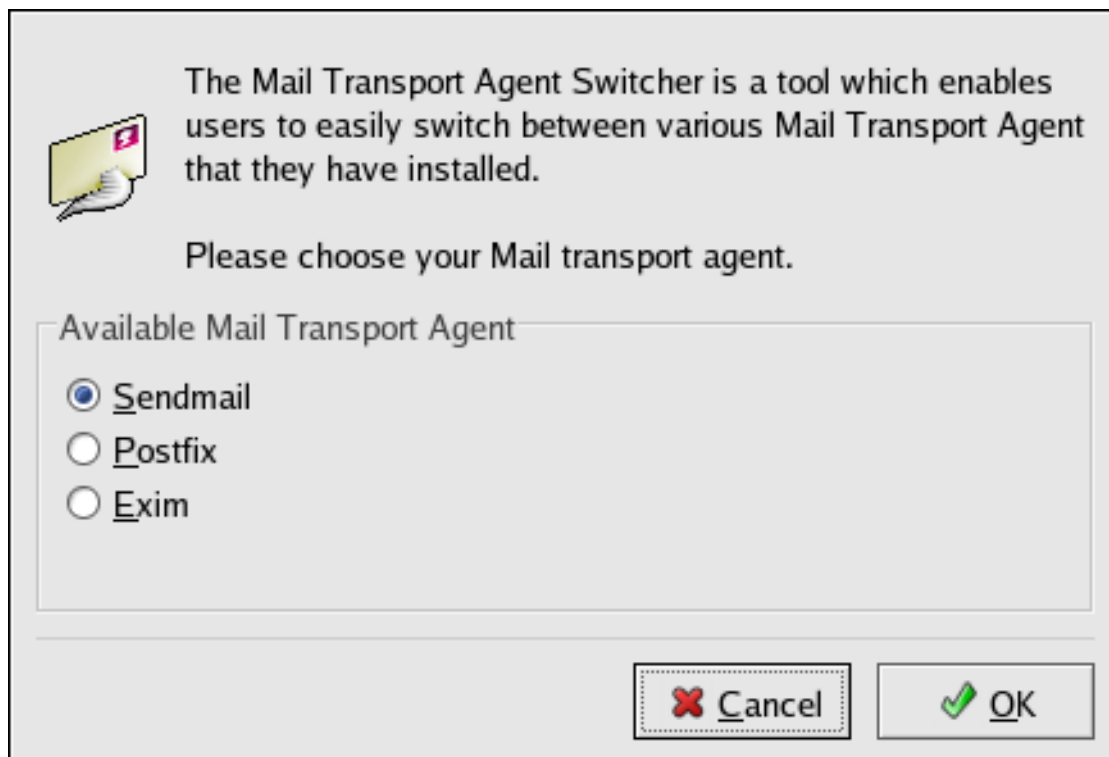 The Mail Transport Agent Switcher is a tool which enables
users to easily switch between various Mail Transport Agent
that they have installed.
Please choose your Mail transport agent.
Available Mail Transport Agent
Sendmail
Postfix
Exim
Cancel
OK